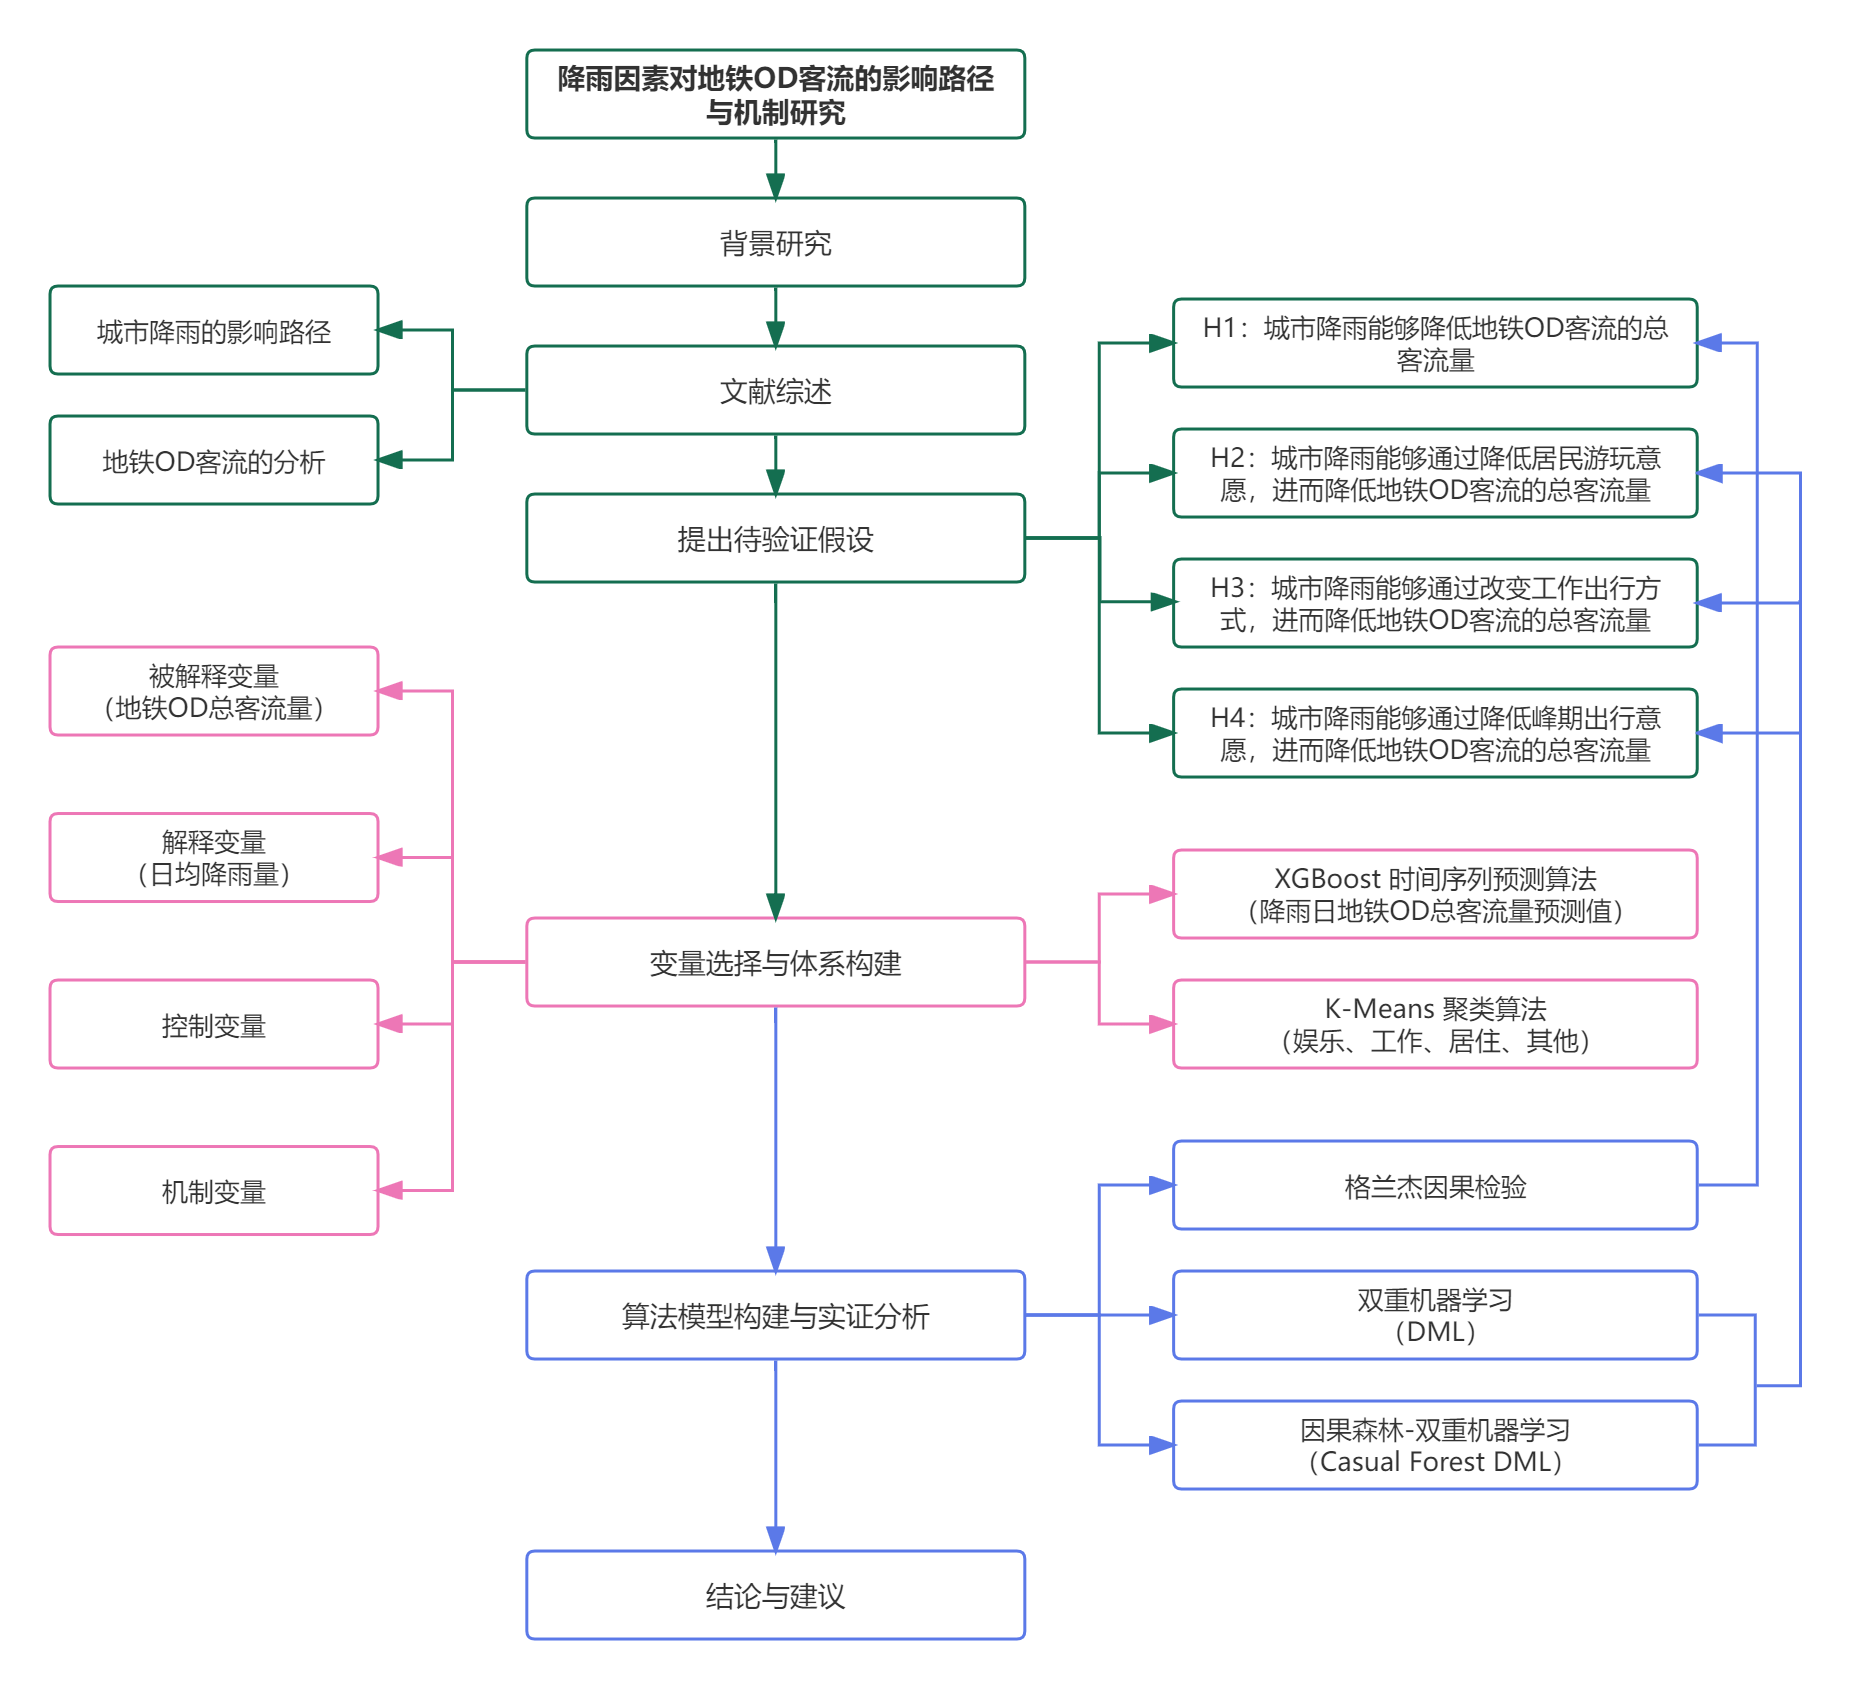 降雨因素对地铁OD客流的影响路径
与机制研究
背景研究
城市降雨的影响路径
文献综述
地铁OD客流的分析
提出待验证假设
H1：城市降雨能够降低地铁OD客流的总
客流量
H2：城市降雨能够通过降低居民游玩意
愿，进而降低地铁OD客流的总客流量
H3：城市降雨能够通过改变工作出行方
式，进而降低地铁OD客流的总客流量
H4：城市降雨能够通过降低峰期出行意
愿，进而降低地铁OD客流的总客流量
被解释变量
（地铁OD总客流量）
解释变量
（日均降雨量）
控制变量
机制变量
变量选择与体系构建
XGBoost 时间序列预测算法
（降雨日地铁OD总客流量预测值）
K-Means 聚类算法
（娱乐、工作、居住、其他）
算法模型构建与实证分析
格兰杰因果检验
双重机器学习
（DML）
因果森林-双重机器学习
（Casual Forest DML）
结论与建议